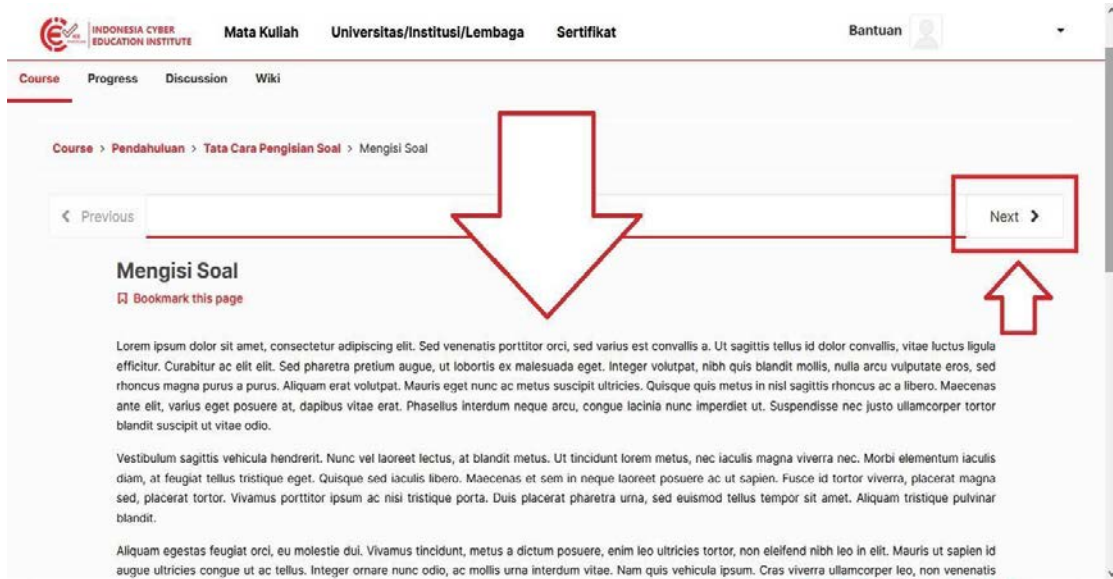 INDONESIA CYBER
EDUCATION INSTITUTE
Mata Kuliah Universitas/Institusi/Lembaga Sertifikat Bantuan
Course Progress Discussion Wiki
Course > Pendahuluan > Tata Cara Pengisian Soal > Mengisi Soal
Previous Next
Mengisi Soal
Bookmark this page
Lorem ipsum dolor sit amet, consectetur adipiscing elit. Sed venenatis porttitor orci, sed varius est convallis a. Ut sagittis tellus id dolor convallis, vitae luctus ligula
efficitur. Curabitur ac elit elit. Sed pharetra pretium augue, ut lobortis ex malesuada eget. Integer volutpat, nibh quis blandit mollis, nulla arcu vulputate eros, sed
rhoncus magna purus a purus. Aliquam erat volutpat. Mauris eget nunc ac metus suscipit ultricies. Quisque quis metus in nisl sagittis rhoncus ac a libero. Maecenas
ante elit, varius eget posuere at, dapibus vitae erat. Phasellus interdum neque arcu, congue lacinia nunc imperdiet ut. Suspendisse nec justo ullamcorper tortor
blandit suscipit ut vitae odio.
Vestibulum sagittis vehicula hendrerit. Nunc vel laoreet lectus, at blandit metus. Ut tincidunt lorem metus, nec iaculis magna viverra nec. Morbi elementum iaculis
diam, at feugiat tellus tristique eget. Quisque sed iaculis libero. Maecenas et sem in neque laoreet posuere ac ut sapien. Fusce id tortor viverra, placerat magna
sed, placerat tortor. Vivamus porttitor ipsum ac nisi tristique porta. Duis placerat pharetra urna, sed euismod tellus tempor sit amet. Aliquam tristique pulvinar
blandit.
Aliquam egestas feugiat orci, eu molestie dui. Vivamus tincidunt, metus a dictum posuere, enim leo ultricies tortor, non eleifend nibh leo in elit. Mauris ut sapien id
augue ultricies congue ut ac tellus. Integer ornare nunc odio, ac mollis urna interdum vitae. Nam quis vehicula ipsum. Cras viverra ullamcorper leo, non venenatis